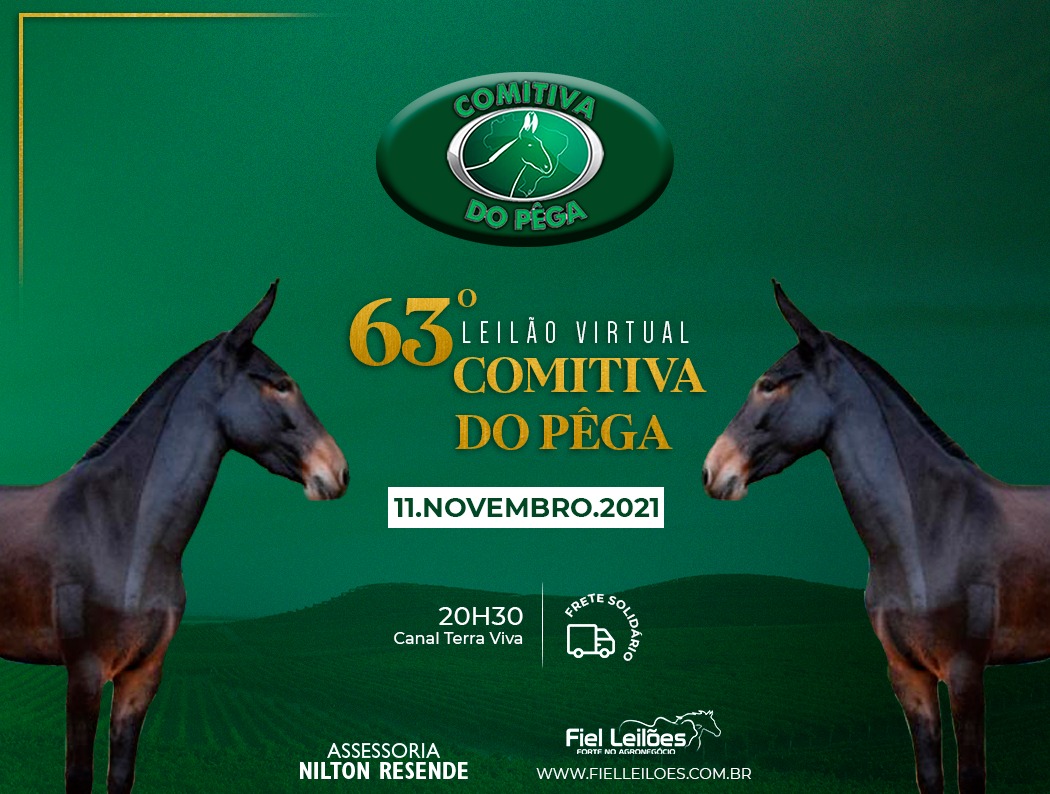 COMITIVA
DO PÊGA
63º
LEILÃO VIRTUAL
COMITIVA
DO PÊGA
11.NOVEMBRO.2021
20H30
Canal Terra Viva
FRETE SOLIDÁRIO
ASSESSORIA
NILTON RESENDE
Fiel Leilões
FORTE NO AGRONEGÓCIO
WWW.FIELLEILOES.COM.BR